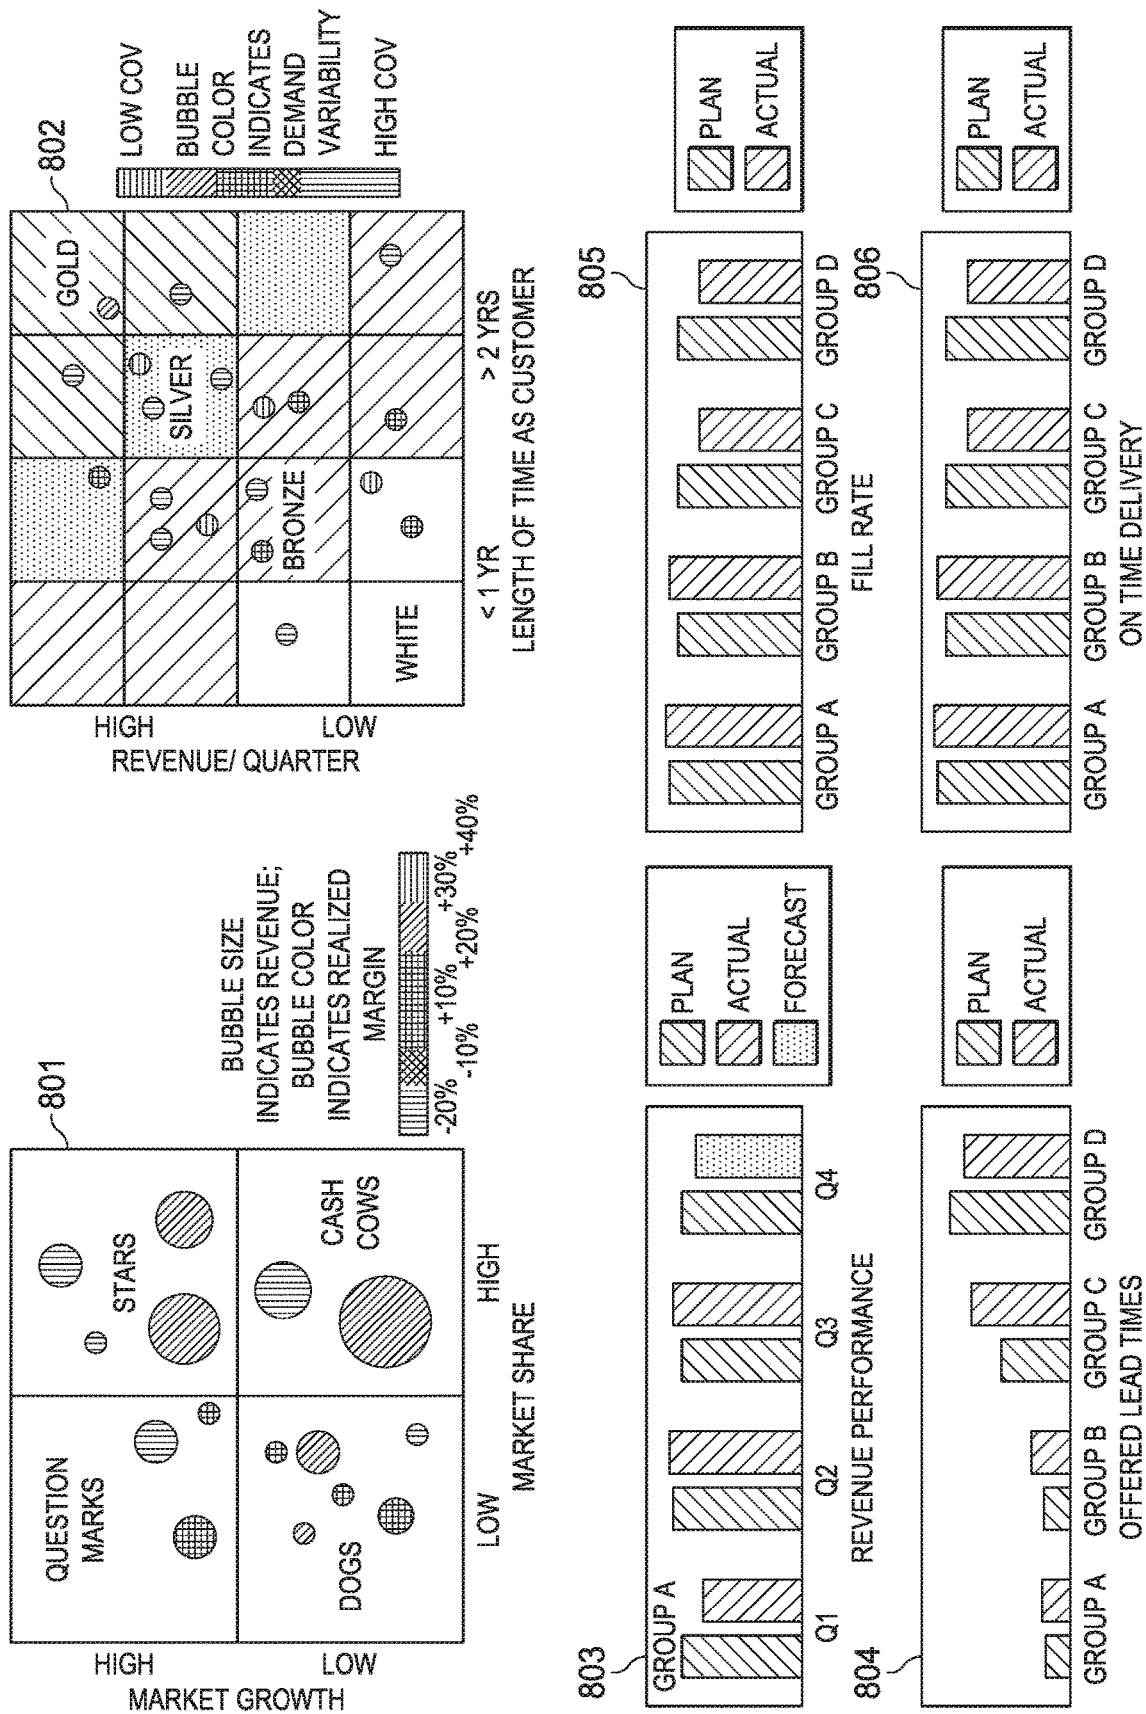 801
QUESTION
MARKS
STARS
DOGS
CASH
COWS
HIGH
LOW
MARKET GROWTH
LOW
HIGH
MARKET SHARE
BUBBLE SIZE
INDICATES REVENUE;
BUBBLE COLOR
INDICATES REALIZED
MARGIN
-20%
-10%
+10%
+20%
+30%
+40%
802
GOLD
SILVER
BRONZE
WHITE
HIGH
LOW
REVENUE/ QUARTER
< 1 YR
> 2 YRS
LENGTH OF TIME AS CUSTOMER
LOW COV
BUBBLE
COLOR
INDICATES
DEMAND
VARIABILITY
HIGH COV
803
GROUP A
Q1
Q2
Q3
Q4
REVENUE PERFORMANCE
PLAN
ACTUAL
FORECAST
805
GROUP A
GROUP B
GROUP C
GROUP D
FILL RATE
PLAN
ACTUAL
804
GROUP A
GROUP B
GROUP C
GROUP D
OFFERED LEAD TIMES
PLAN
ACTUAL
806
GROUP A
GROUP B
GROUP C
GROUP D
ON TIME DELIVERY
PLAN
ACTUAL